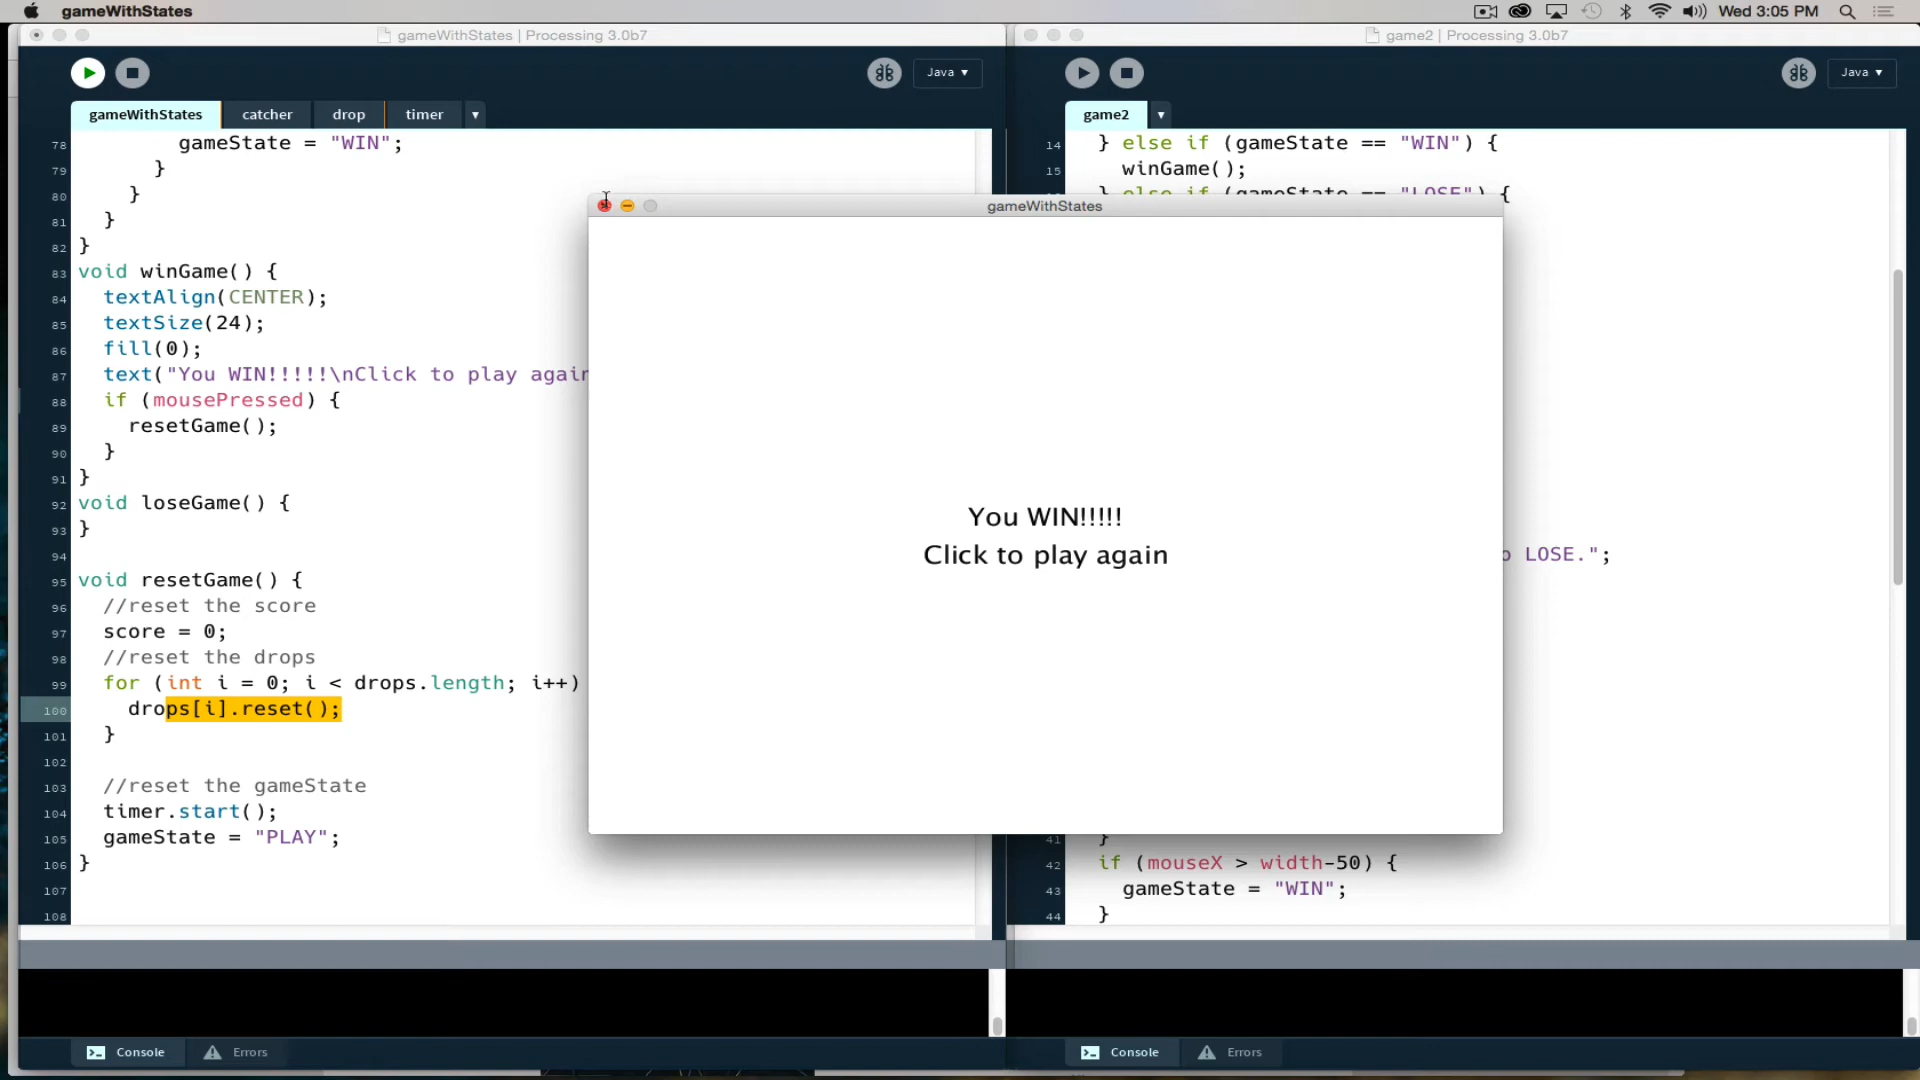 gameWithStates
Wed 3:05 PM
gameWithStates | Processing 3.0b7
Java ▾
gameWithStates catcher drop timer ▾
78 gameState = "WIN";
79 }
80 }
81 }
82 }
83 void winGame() {
84 textAlign(CENTER);
85 textSize(24);
86 fill(0);
87 text("You WIN!!!!!\nClick to play again
88 if (mousePressed) {
89 resetGame();
90 }
91 }
92 void loseGame() {
93 }
94
95 void resetGame() {
96 //reset the score
97 score = 0;
98 //reset the drops
99 for (int i = 0; i < drops.length; i++)
100 drops[i].reset();
101 }
102
103 //reset the gameState
104 timer.start();
105 gameState = "PLAY";
106 }
107
108
Console Errors
gameWithStates
You WIN!!!!!
Click to play again
game2 | Processing 3.0b7
Java ▾
game2 ▾
14 } else if (gameState == "WIN") {
15 winGame();
} else if (gameState == "LOSE") {
LOSE.";
41 }
42 if (mouseX > width-50) {
43 gameState = "WIN";
44 }
Console Errors